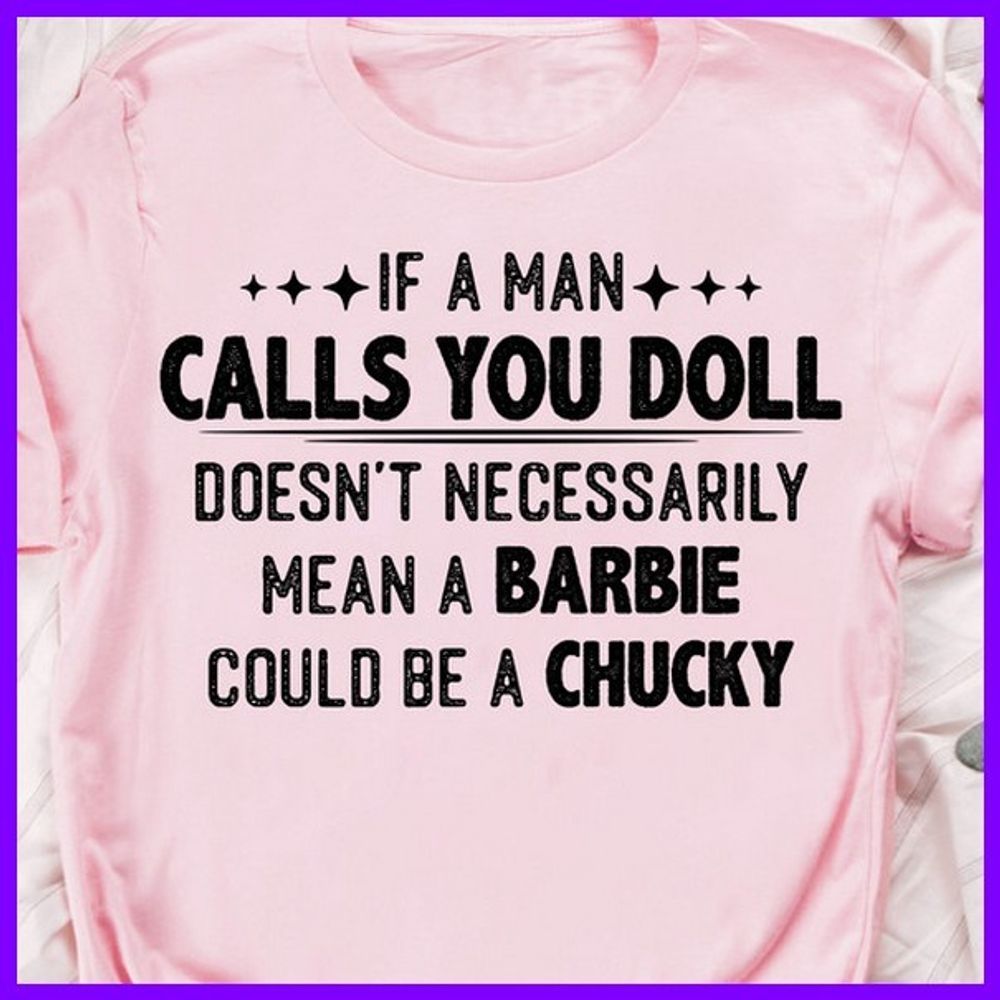 IF A MAN
CALLS YOU DOLL
DOESN'T NECESSARILY
MEAN A BARBIE
COULD BE A CHUCKY